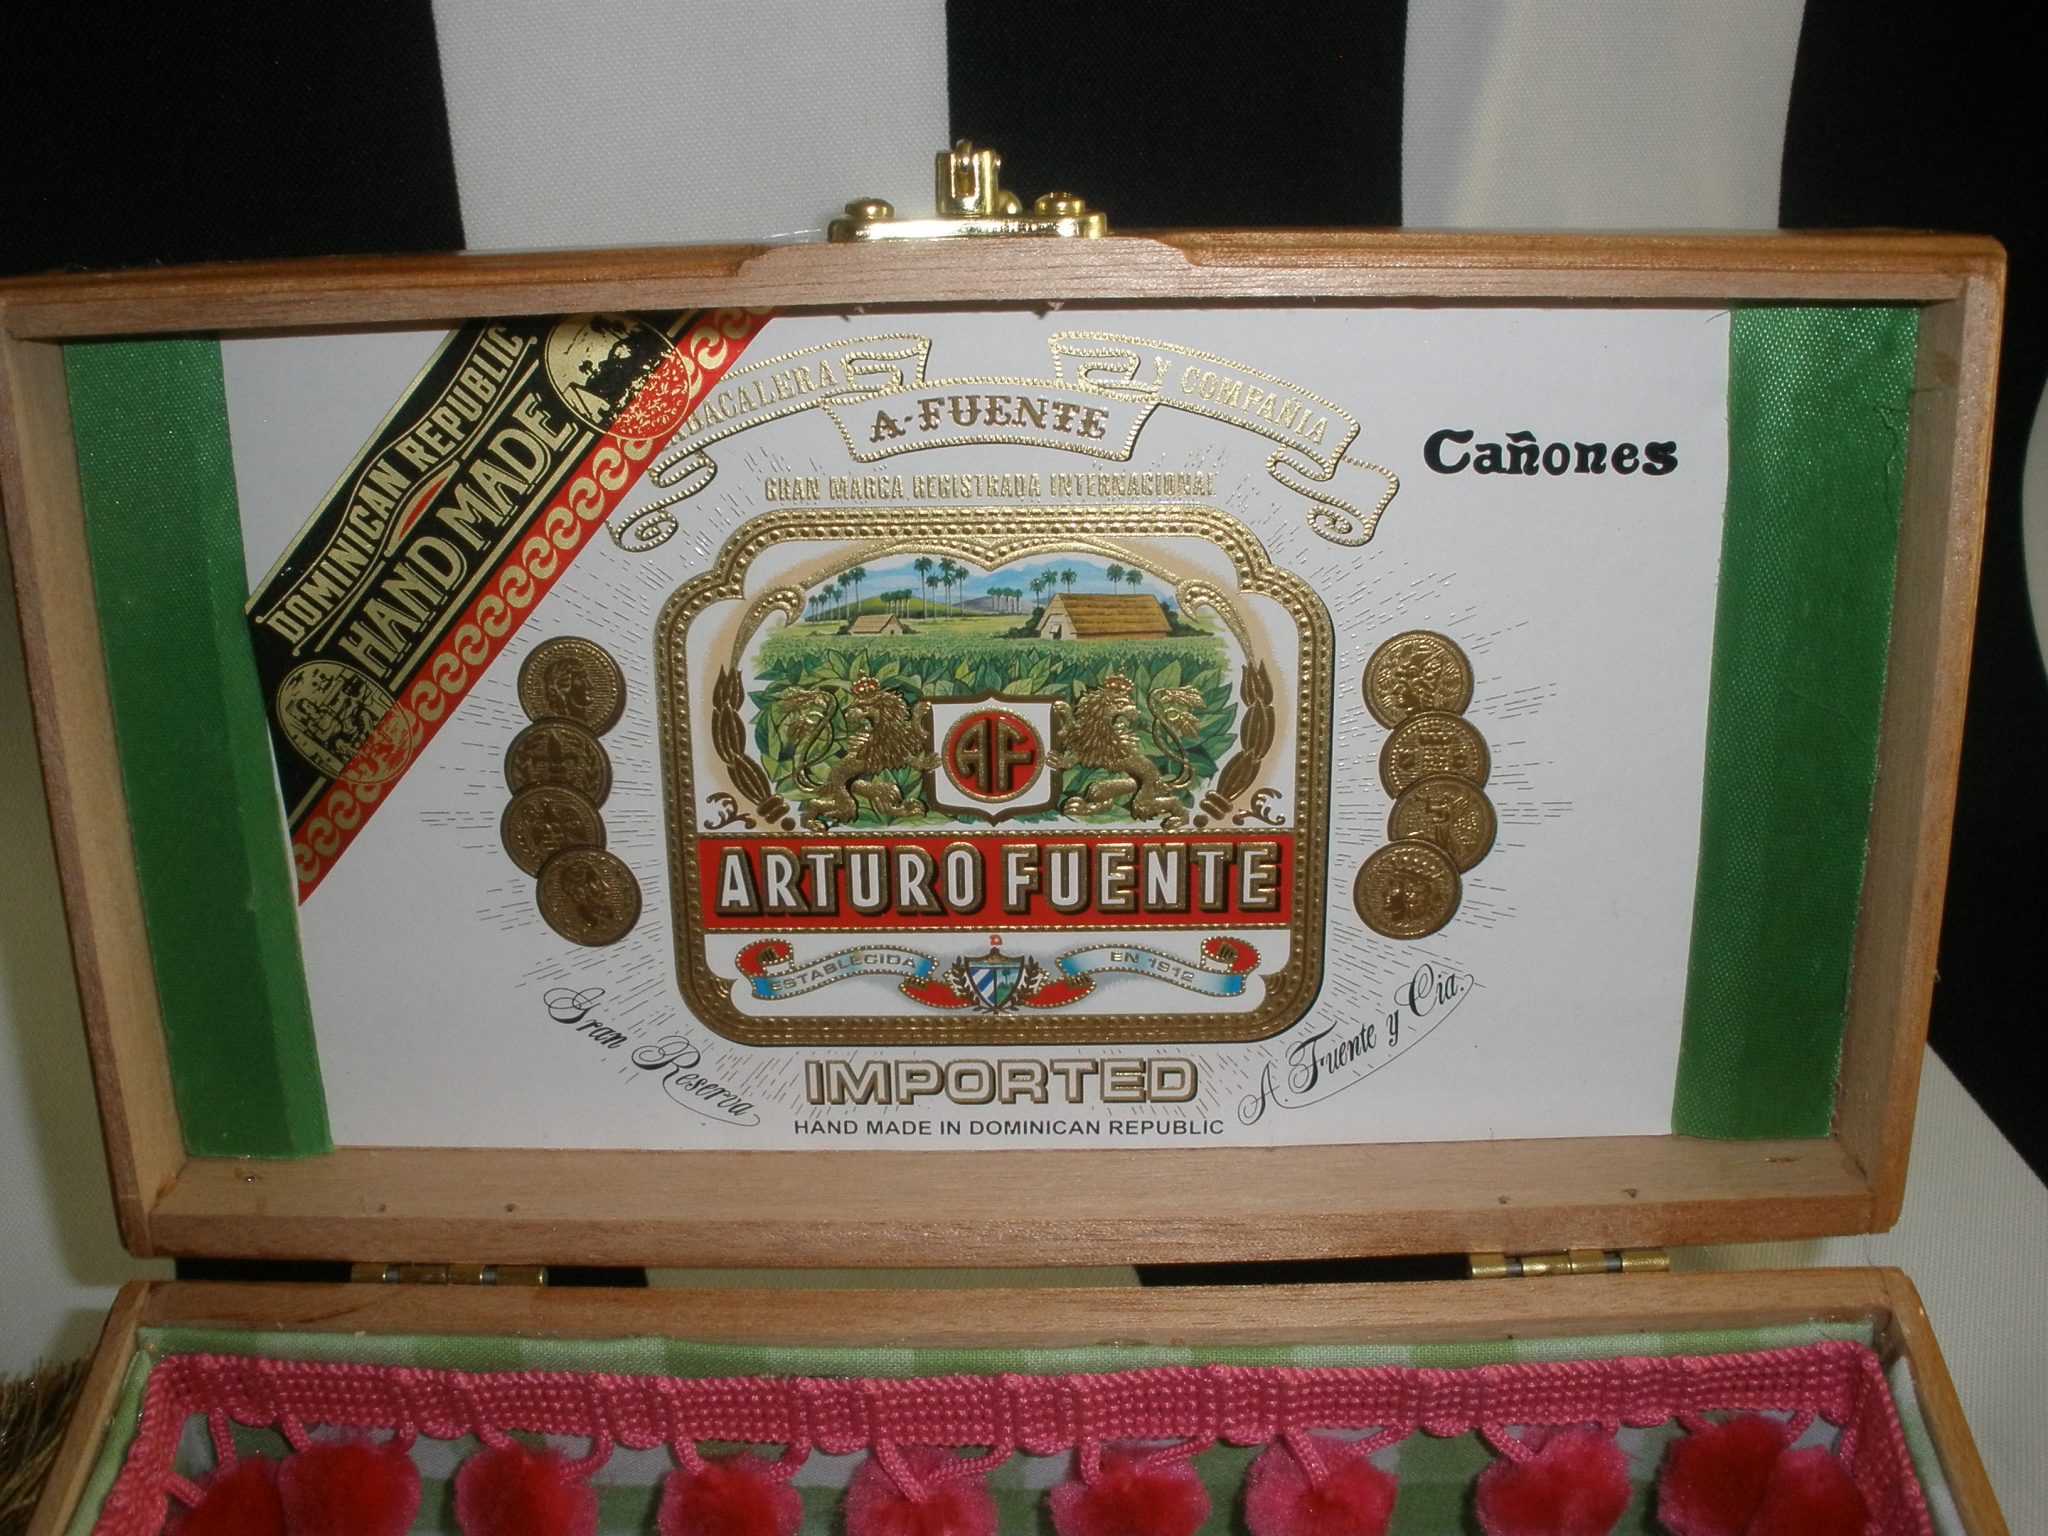 DOMINICAN REPUBLIC
HAND MADE
ABACALERA A-FUENTE Y COMPAÑIA
GRAN MARCA REGISTRADA INTERNACIONAL
Cañones
AF
ARTURO FUENTE
ESTABLECIDA EN 1912
Gran Reserva
A. Fuente y Cia.
IMPORTED
HAND MADE IN DOMINICAN REPUBLIC